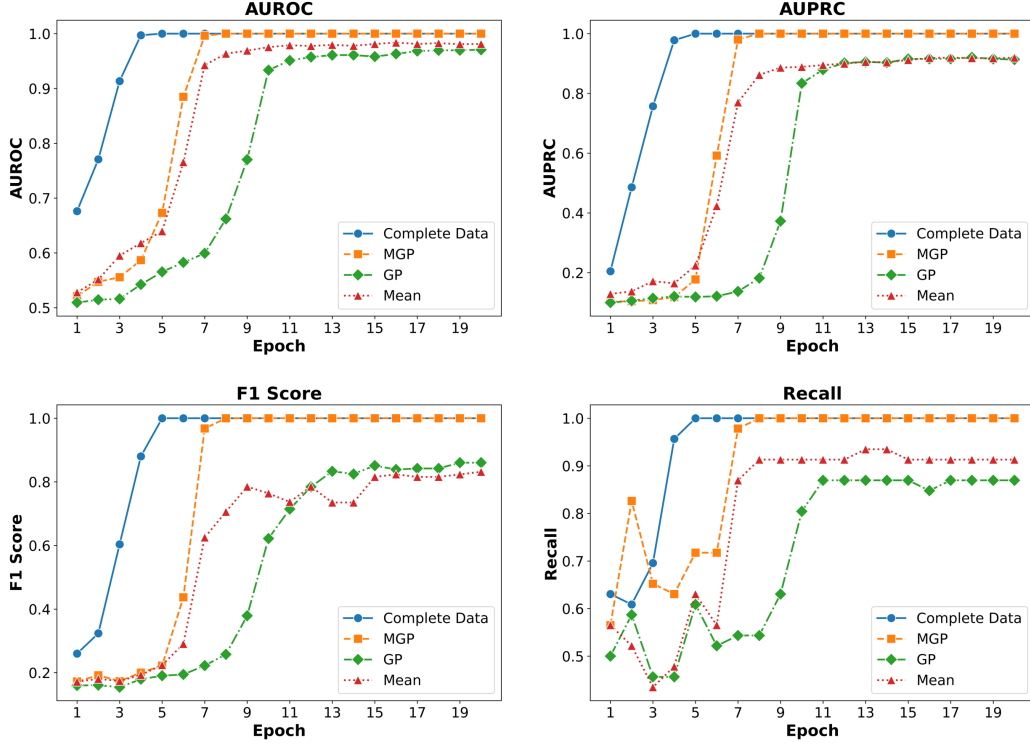 AUROC
1.0
0.9
0.8
0.7
0.6
0.5
AUROC
1 3 5 7 9 11 13 15 17 19
Epoch
Complete Data
MGP
GP
Mean
AUPRC
1.0
0.8
0.6
0.4
0.2
AUPRC
1 3 5 7 9 11 13 15 17 19
Epoch
Complete Data
MGP
GP
Mean
F1 Score
1.0
0.8
0.6
0.4
0.2
F1 Score
1 3 5 7 9 11 13 15 17 19
Epoch
Complete Data
MGP
GP
Mean
Recall
1.0
0.9
0.8
0.7
0.6
0.5
Recall
1 3 5 7 9 11 13 15 17 19
Epoch
Complete Data
MGP
GP
Mean